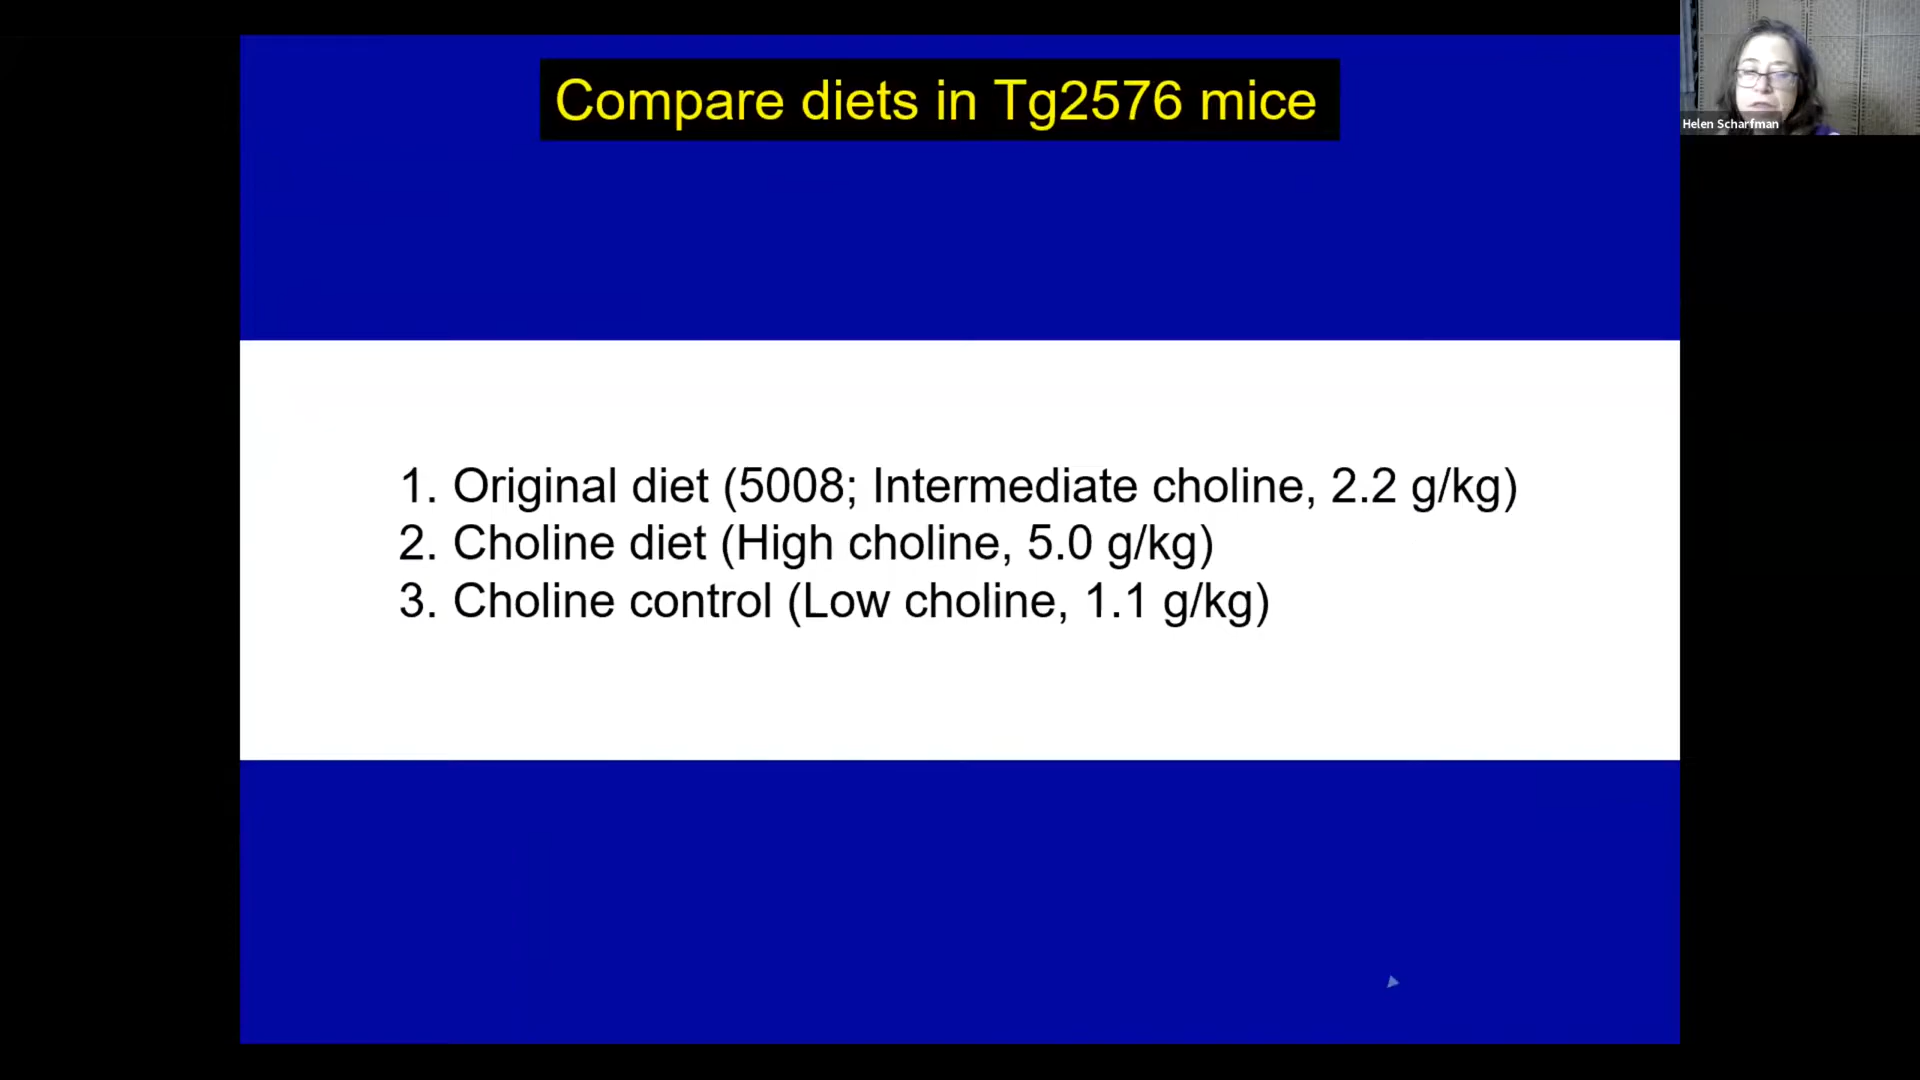 Compare diets in Tg2576 mice
Helen Scharfman
1. Original diet (5008; Intermediate choline, 2.2 g/kg)
2. Choline diet (High choline, 5.0 g/kg)
3. Choline control (Low choline, 1.1 g/kg)